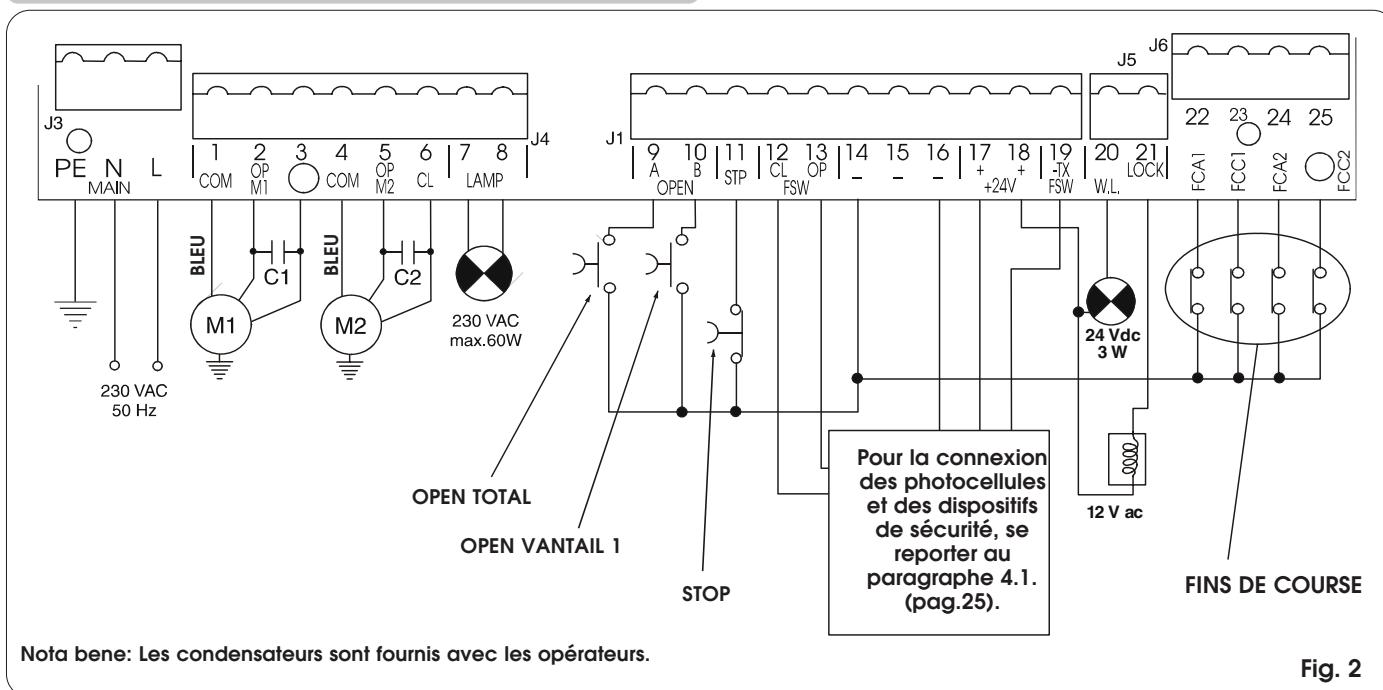 J3
J4
J1
J5
J6
PE N L
MAIN
1 2 3 4 5 6 7 8
COM OP M1 COM OP M2 CL LAMP
9 10 11 12 13 14 15 16 17 18 19 20 21
A B STP CL OP - - - + + -TX W.L. LOCK
OPEN FSW +24V FSW
22 23 24 25
FCA1 FCC1 FCA2 FCC2
BLEU
C1
M1
BLEU
C2
M2
230 VAC
50 Hz
230 VAC
max.60W
24 Vdc
3 W
12 V ac
OPEN TOTAL
OPEN VANTAIL 1
STOP
Pour la connexion
des photocellules
et des dispositifs
de sécurité, se
reporter au
paragraphe 4.1.
(pag.25).
FINS DE COURSE
Nota bene: Les condensateurs sont fournis avec les opérateurs.
Fig. 2